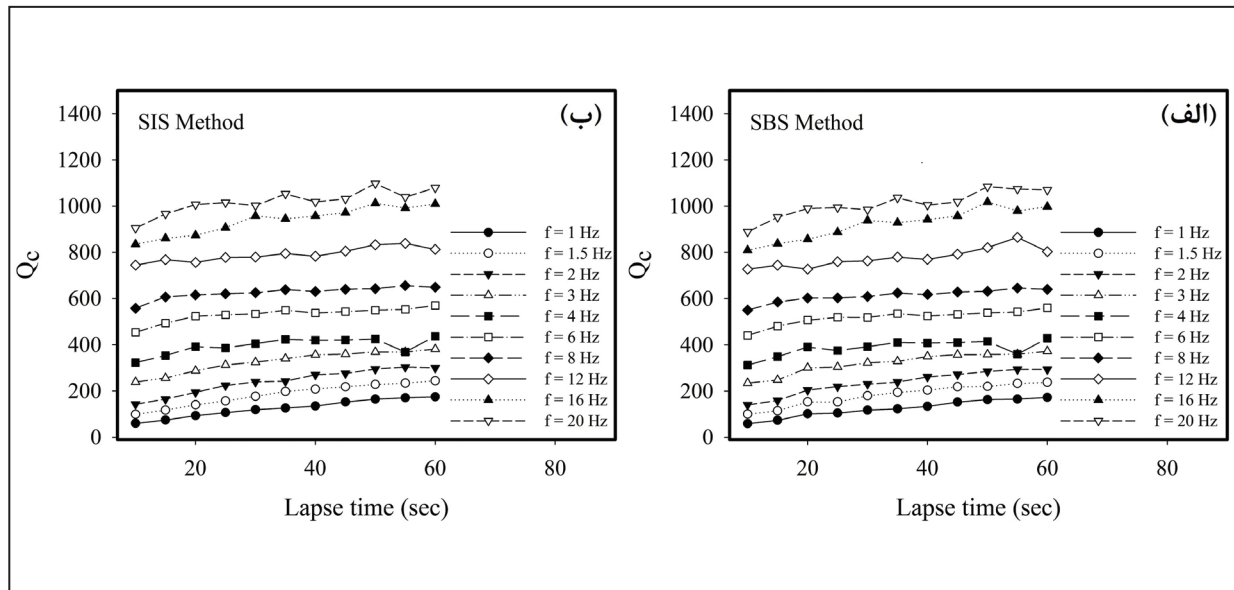 SIS Method
(ب)
1400
1200
1000
800
600
400
200
0
Qc
20
40
60
80
Lapse time (sec)
f = 1 Hz
f = 1.5 Hz
f = 2 Hz
f = 3 Hz
f = 4 Hz
f = 6 Hz
f = 8 Hz
f = 12 Hz
f = 16 Hz
f = 20 Hz
SBS Method
(الف)
1400
1200
1000
800
600
400
200
0
Qc
20
40
60
80
Lapse time (sec)
f = 1 Hz
f = 1.5 Hz
f = 2 Hz
f = 3 Hz
f = 4 Hz
f = 6 Hz
f = 8 Hz
f = 12 Hz
f = 16 Hz
f = 20 Hz